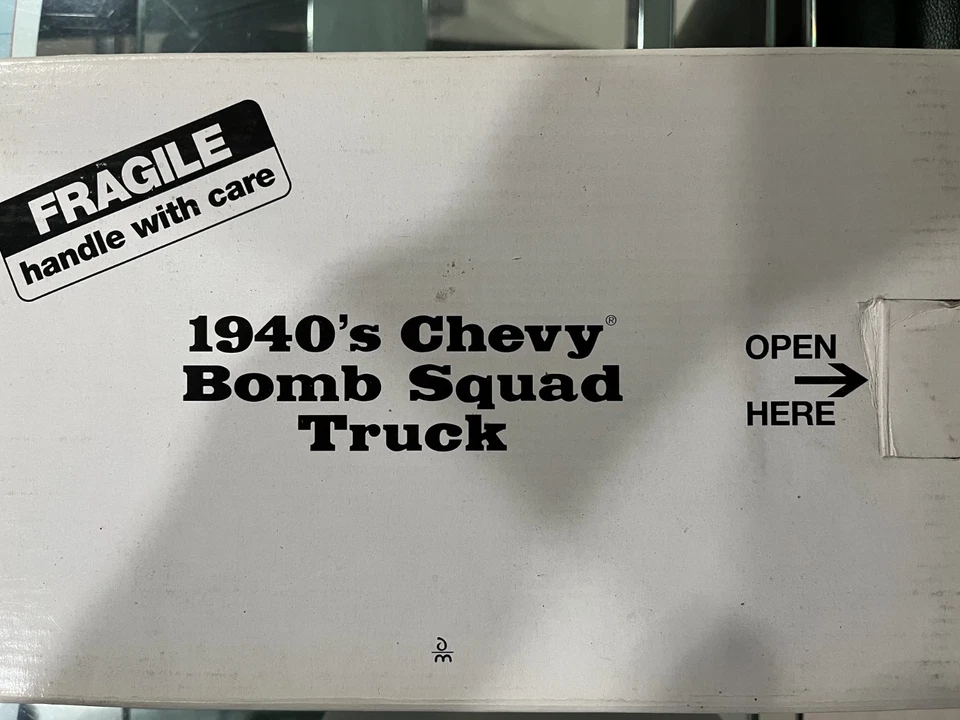 FRAGILE
handle with care
1940's Chevy®
Bomb Squad
Truck
OPEN
HERE